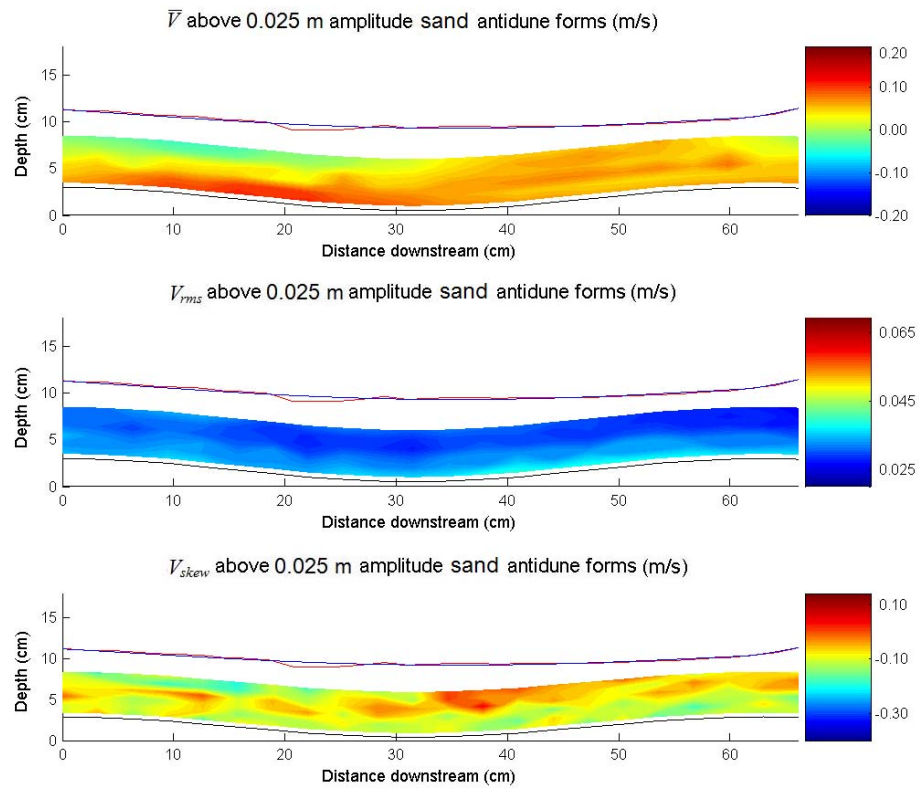 V̅ above 0.025 m amplitude sand antidune forms (m/s)
Depth (cm)
15
10
5
0
0 10 20 30 40 50 60
Distance downstream (cm)
0.20
0.10
0.00
-0.10
-0.20
V_rms above 0.025 m amplitude sand antidune forms (m/s)
Depth (cm)
15
10
5
0
0 10 20 30 40 50 60
Distance downstream (cm)
0.065
0.045
0.025
V_skew above 0.025 m amplitude sand antidune forms (m/s)
Depth (cm)
15
10
5
0
0 10 20 30 40 50 60
Distance downstream (cm)
0.10
-0.10
-0.30